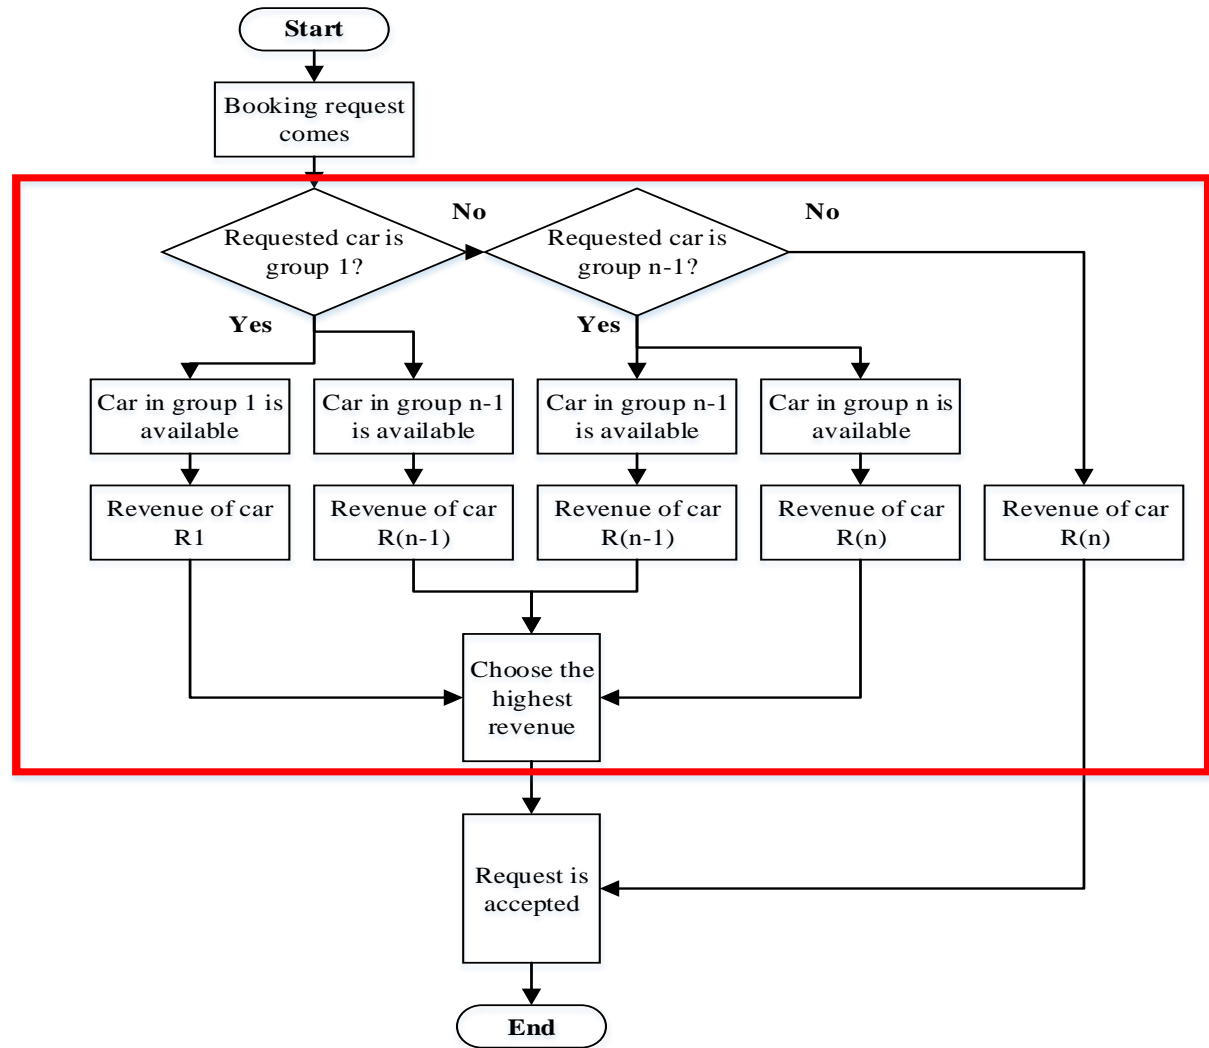 Start
Booking request
comes
No
No
Requested car is
group 1?
Requested car is
group n-1?
Yes
Yes
Car in group 1 is
available
Car in group n-1
is available
Car in group n-1
is available
Car in group n is
available
Revenue of car
R1
Revenue of car
R(n-1)
Revenue of car
R(n-1)
Revenue of car
R(n)
Revenue of car
R(n)
Choose the
highest
revenue
Request is
accepted
End